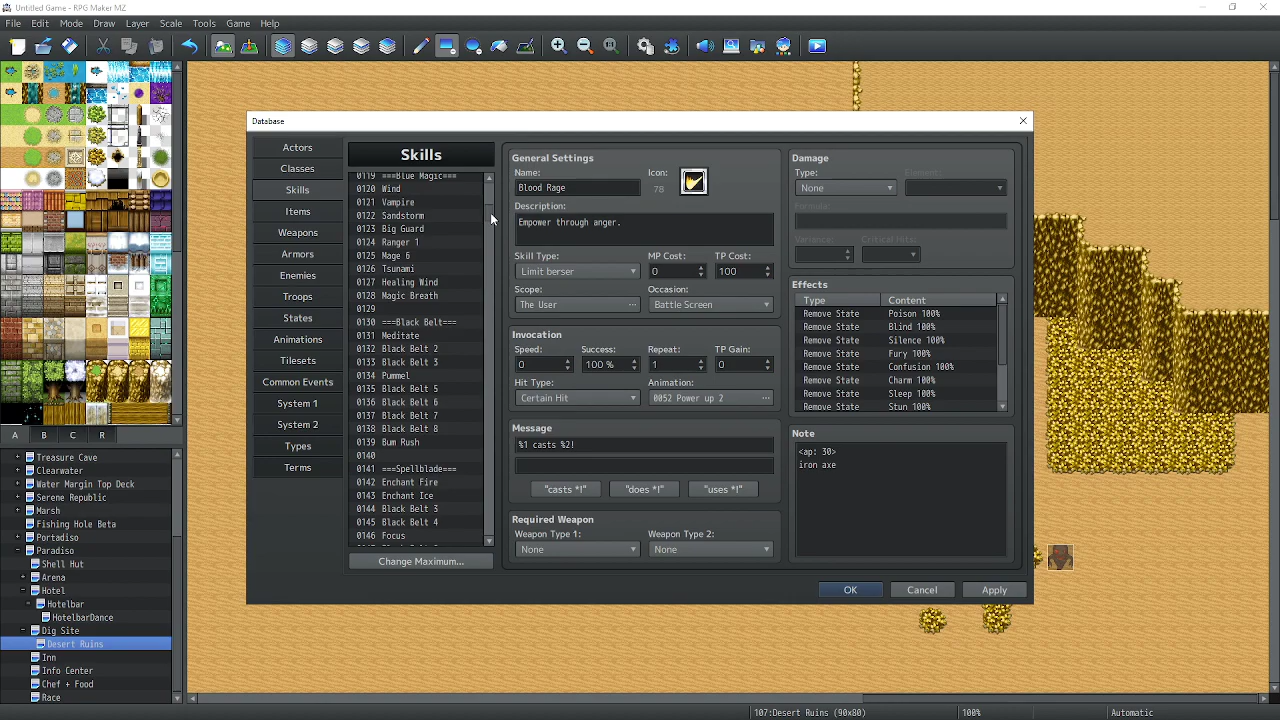 Untitled Game - RPG Maker MZ
File Edit Mode Draw Layer Scale Tools Game Help
A B C R
Treasure Cave
Clearwater
Water Margin Top Deck
Serene Republic
Marsh
Fishing Hole Beta
Portadiso
Paradiso
Shell Hut
Arena
Hotel
Hotelbar
HotelbarDance
Dig Site
Desert Ruins
Inn
Info Center
Chef + Food
Race
Database
Actors
Classes
Skills
Items
Weapons
Armors
Enemies
Troops
States
Animations
Tilesets
Common Events
System 1
System 2
Types
Terms
Skills
0119 ===Blue Magic===
0120 Wind
0121 Vampire
0122 Sandstorm
0123 Big Guard
0124 Ranger 1
0125 Mage 6
0126 Tsunami
0127 Healing Wind
0128 Magic Breath
0129
0130 ===Black Belt===
0131 Meditate
0132 Black Belt 2
0133 Black Belt 3
0134 Pummel
0135 Black Belt 5
0136 Black Belt 6
0137 Black Belt 7
0138 Black Belt 8
0139 Bum Rush
0140
0141 ===Spellblade===
0142 Enchant Fire
0143 Enchant Ice
0144 Black Belt 3
0145 Black Belt 4
0146 Focus
Change Maximum...
General Settings
Name: Icon:
Blood Rage 78
Description:
Empower through anger.
Skill Type: MP Cost: TP Cost:
Limit berser 0 100
Scope: Occasion:
The User ... Battle Screen
Invocation
Speed: Success: Repeat: TP Gain:
0 100 % 1 0
Hit Type: Animation:
Certain Hit 0052 Power up 2 ...
Message
%1 casts %2!
"casts *!" "does *!" "uses *!"
Required Weapon
Weapon Type 1: Weapon Type 2:
None None
Damage
Type: Element:
None
Formula:
Variance: Critical Hits:
Effects
Type Content
Remove State Poison 100%
Remove State Blind 100%
Remove State Silence 100%
Remove State Fury 100%
Remove State Confusion 100%
Remove State Charm 100%
Remove State Sleep 100%
Remove State Stun 100%
Note
<ap: 30>
iron axe
OK Cancel Apply
107:Desert Ruins (90x80) 100% Automatic